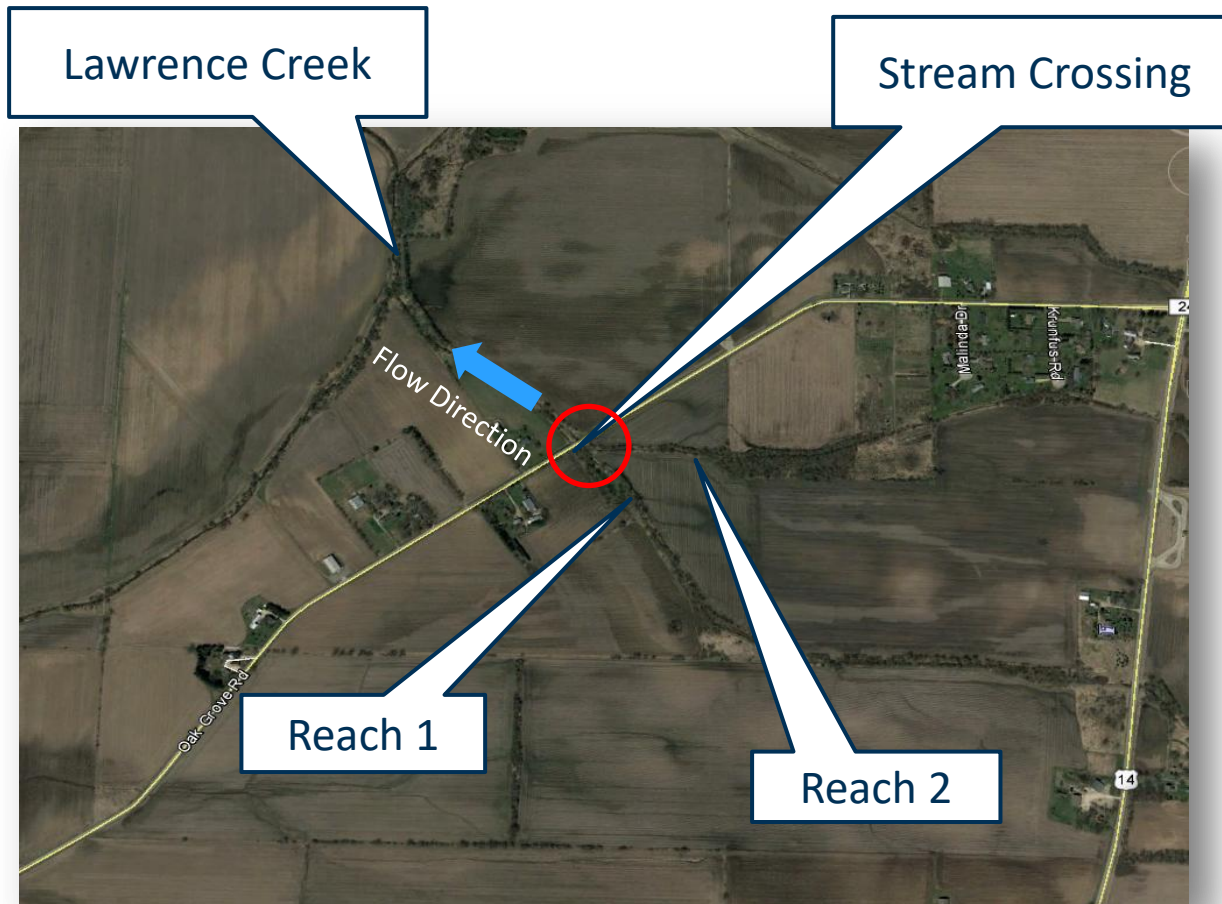 Lawrence Creek
Stream Crossing
Flow Direction
Malinda Dr
Krunfus Rd
Oak Grove Rd
Reach 1
Reach 2
14